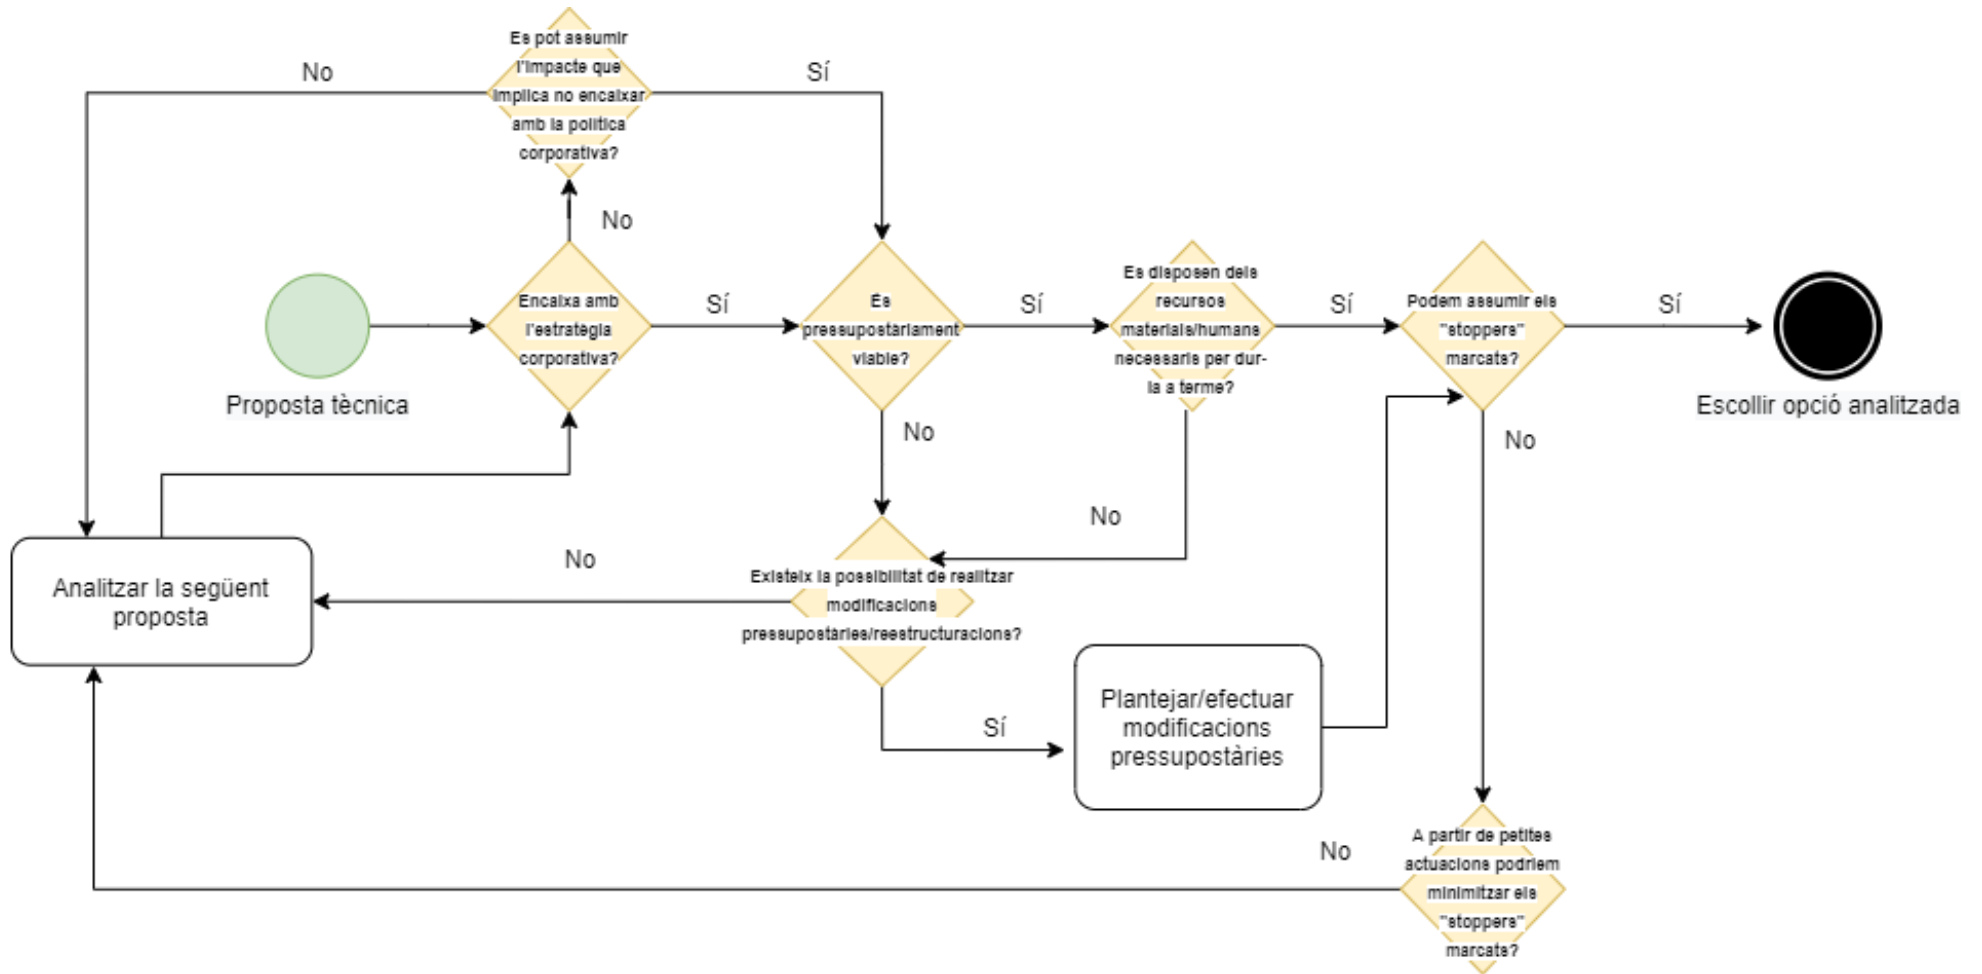 Es pot assumir
l'impacte que
implica no encaixar
amb la política
corporativa?
No
Sí
No
Encaixa amb
l'estratègia
corporativa?
Sí
És
pressupostàriament
viable?
Sí
Es disposen dels
recursos
materials/humans
necessaris per dur-
la a terme?
Sí
Podem assumir els
"stoppers"
marcats?
Sí
Proposta tècnica
Escollir opció analitzada
No
No
No
No
Analitzar la següent
proposta
Existeix la possibilitat de realitzar
modificacions
pressupostàries/reestructuracions?
Sí
Plantejar/efectuar
modificacions
pressupostàries
No
A partir de petites
actuacions podríem
minimitzar els
"stoppers"
marcats?